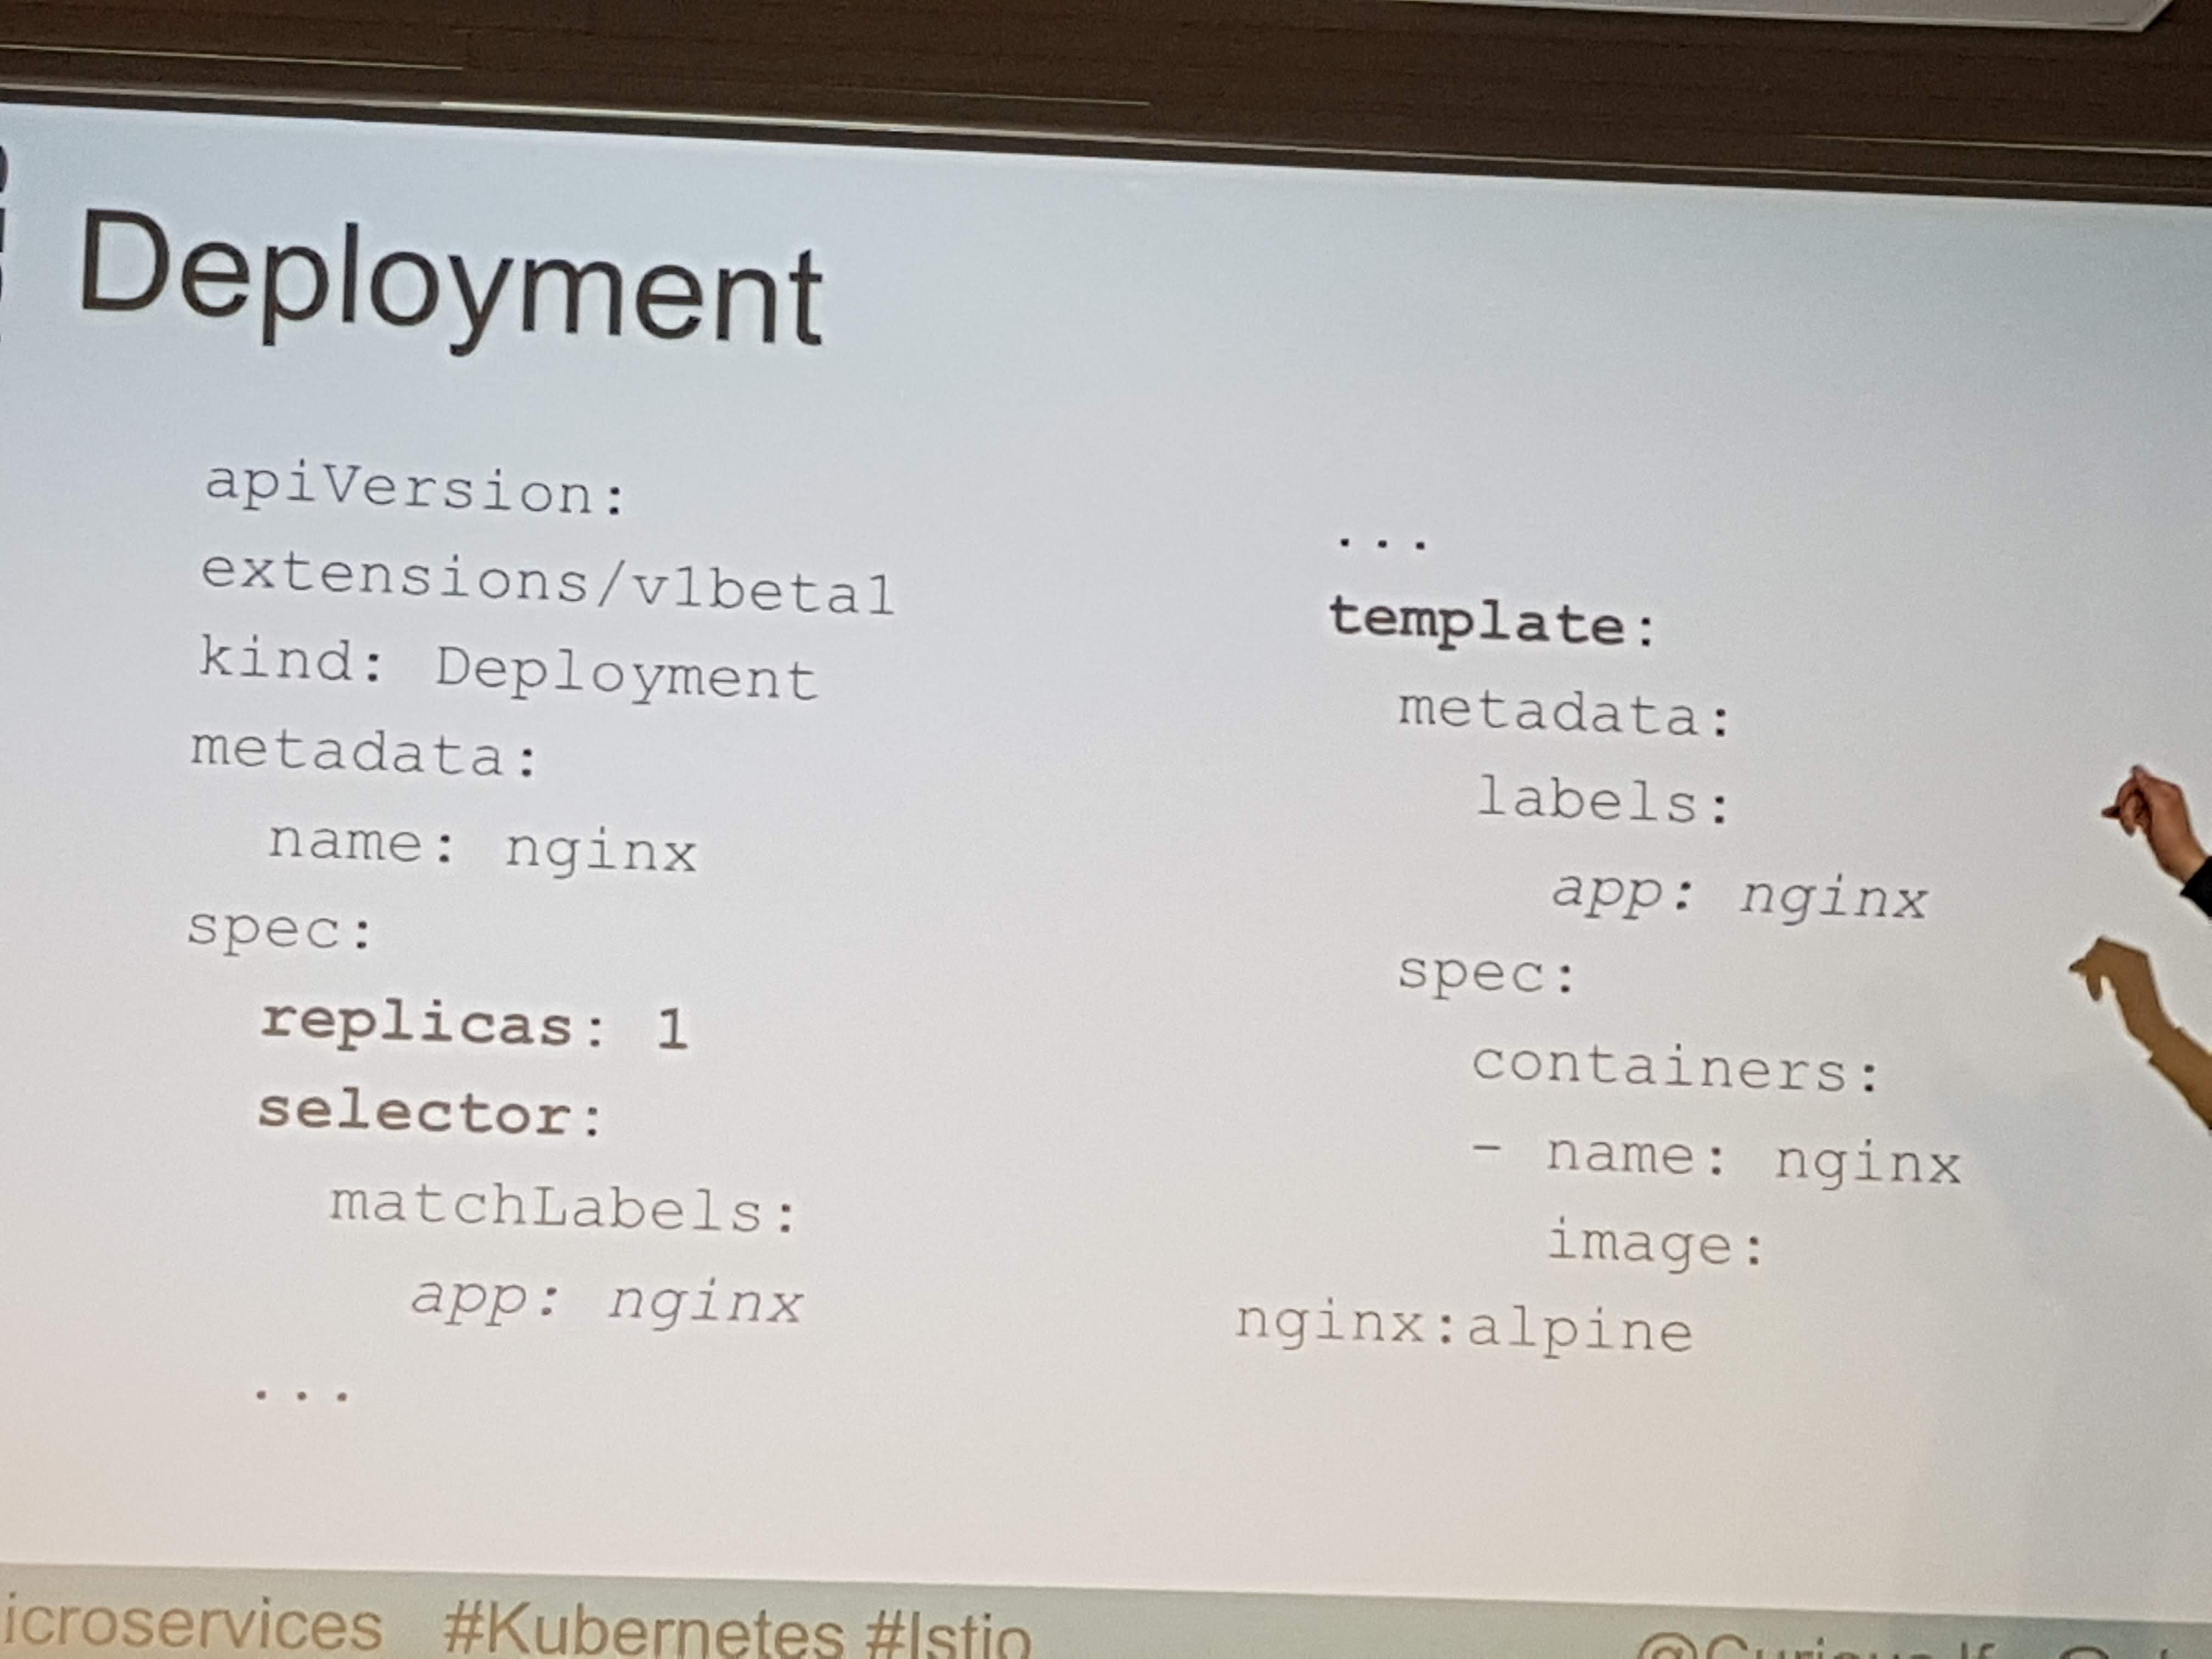 Deployment
apiVersion:
extensions/v1beta1
kind: Deployment
metadata:
  name: nginx
spec:
  replicas: 1
  selector:
    matchLabels:
      app: nginx
  ...
...
template:
  metadata:
    labels:
      app: nginx
  spec:
    containers:
    - name: nginx
      image:
nginx:alpine
icroservices #Kubernetes #Istio